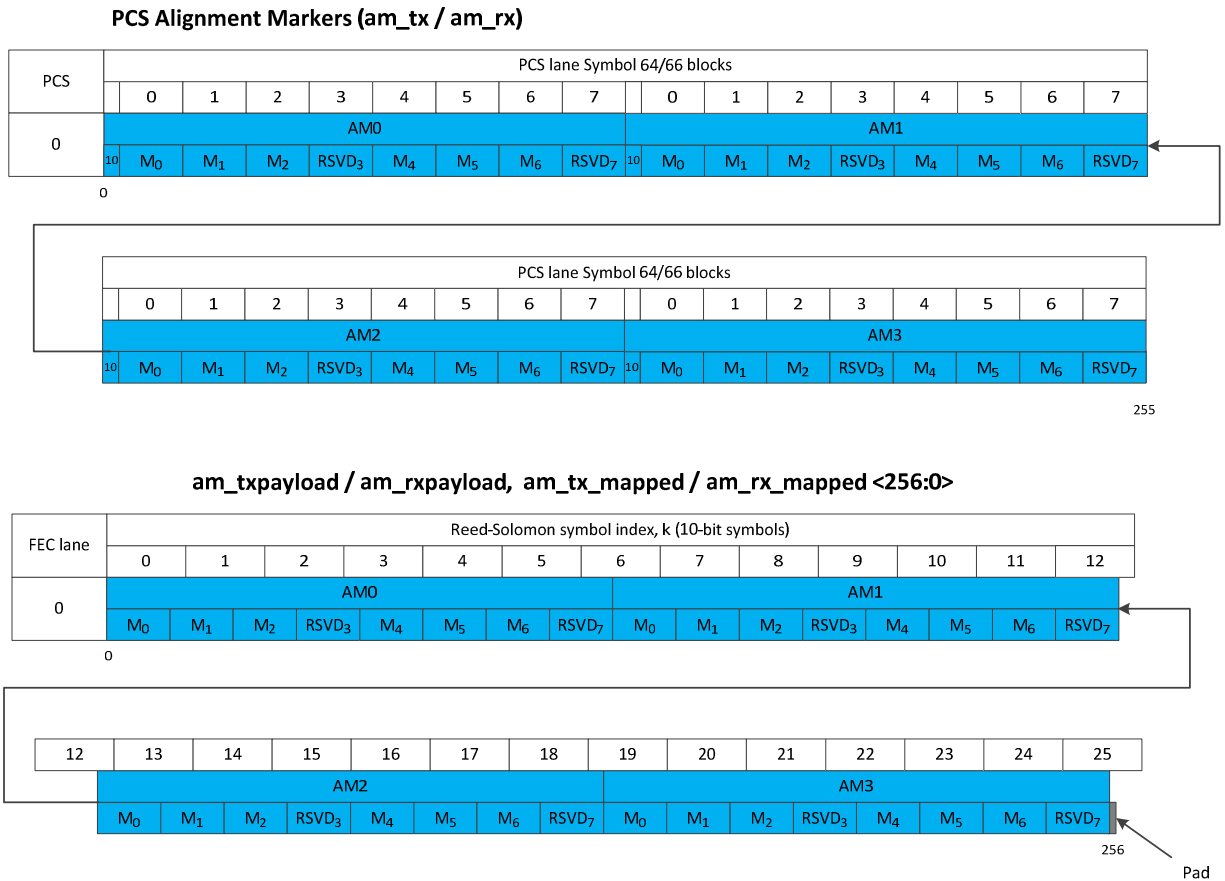 PCS Alignment Markers (am_tx / am_rx)
PCS
PCS lane Symbol 64/66 blocks
0 1 2 3 4 5 6 7 0 1 2 3 4 5 6 7
0
AM0 AM1
10 M0 M1 M2 RSVD3 M4 M5 M6 RSVD7 10 M0 M1 M2 RSVD3 M4 M5 M6 RSVD7
0
PCS lane Symbol 64/66 blocks
0 1 2 3 4 5 6 7 0 1 2 3 4 5 6 7
AM2 AM3
10 M0 M1 M2 RSVD3 M4 M5 M6 RSVD7 10 M0 M1 M2 RSVD3 M4 M5 M6 RSVD7
255
am_txpayload / am_rxpayload, am_tx_mapped / am_rx_mapped <256:0>
FEC lane
Reed-Solomon symbol index, k (10-bit symbols)
0 1 2 3 4 5 6 7 8 9 10 11 12
0
AM0 AM1
M0 M1 M2 RSVD3 M4 M5 M6 RSVD7 M0 M1 M2 RSVD3 M4 M5 M6 RSVD7
0
12 13 14 15 16 17 18 19 20 21 22 23 24 25
AM2 AM3
M0 M1 M2 RSVD3 M4 M5 M6 RSVD7 M0 M1 M2 RSVD3 M4 M5 M6 RSVD7
256
Pad